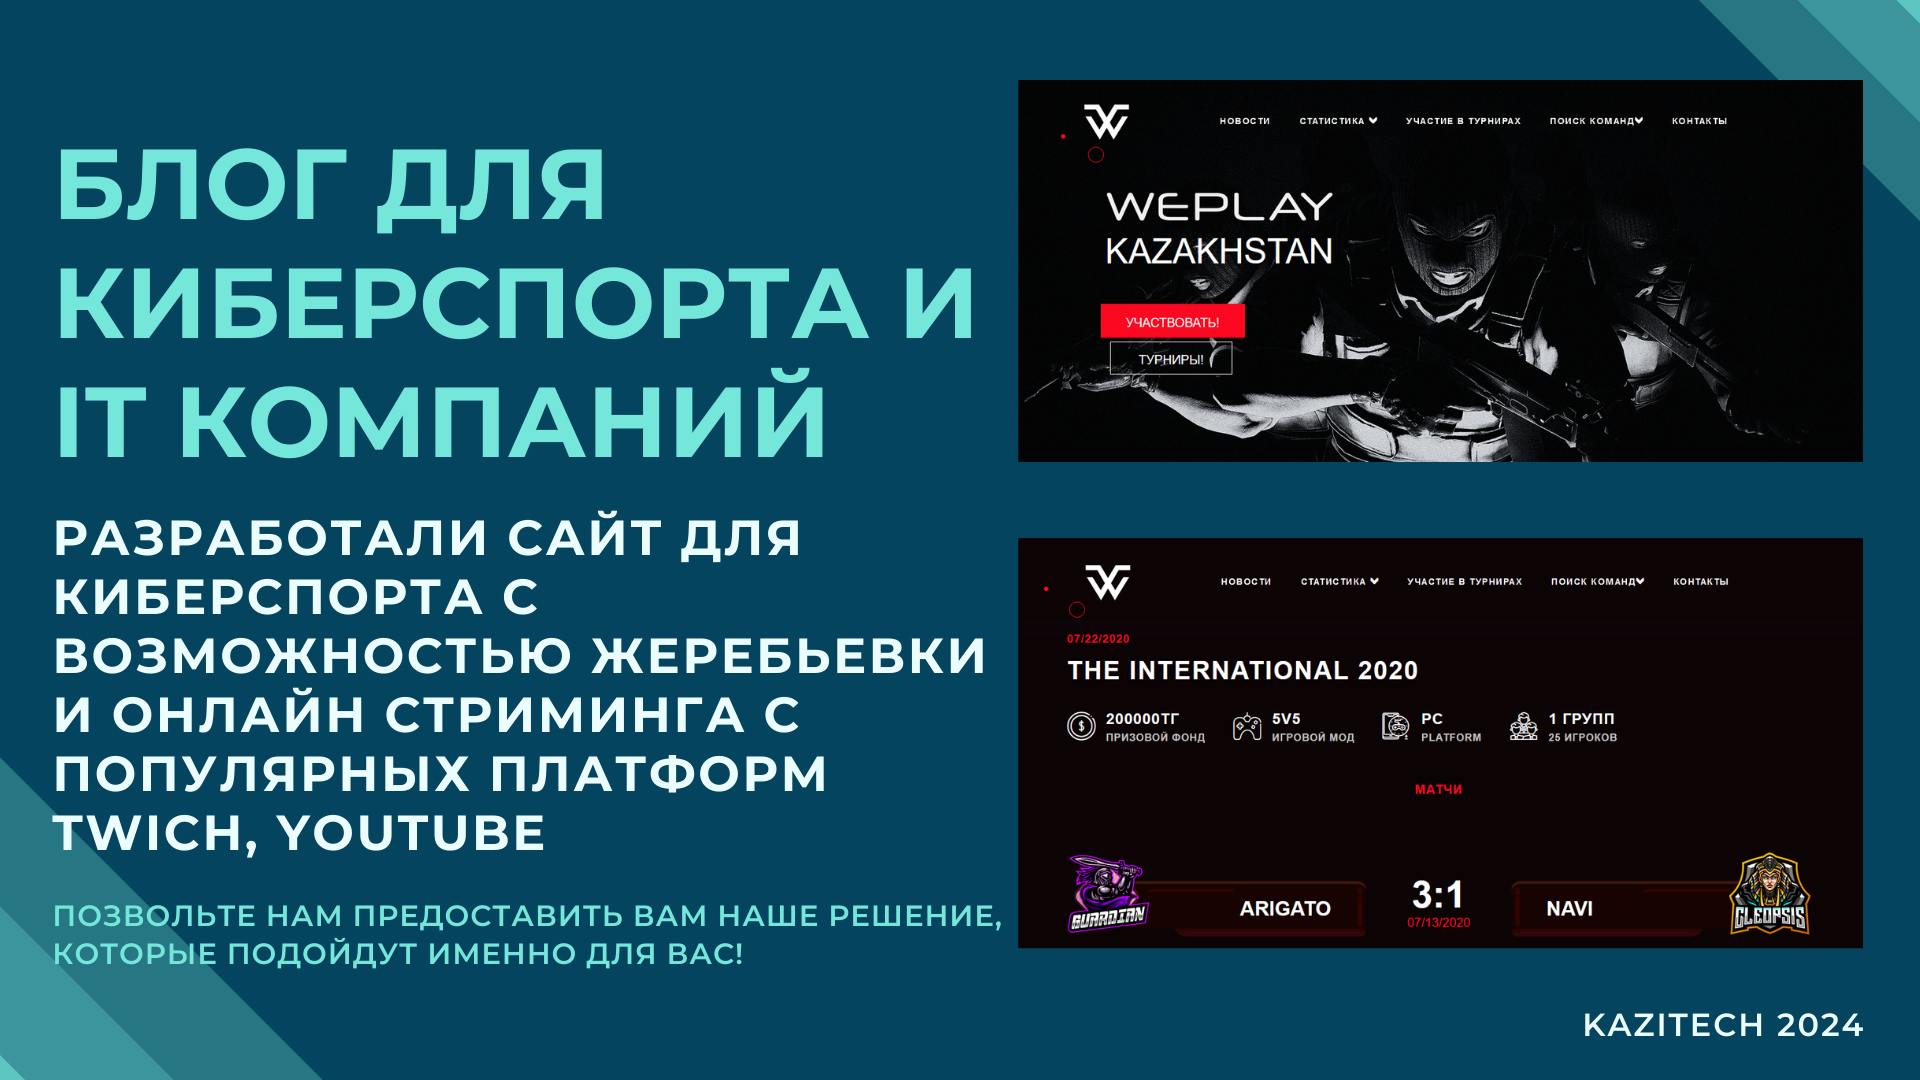 БЛОГ ДЛЯ
КИБЕРСПОРТА И
IT КОМПАНИЙ
РАЗРАБОТАЛИ САЙТ ДЛЯ
КИБЕРСПОРТА С
ВОЗМОЖНОСТЬЮ ЖЕРЕБЬЕВКИ
И ОНЛАЙН СТРИМИНГА С
ПОПУЛЯРНЫХ ПЛАТФОРМ
TWICH, YOUTUBE
ПОЗВОЛЬТЕ НАМ ПРЕДОСТАВИТЬ ВАМ НАШЕ РЕШЕНИЕ,
КОТОРЫЕ ПОДОЙДУТ ИМЕННО ДЛЯ ВАС!
НОВОСТИ СТАТИСТИКА УЧАСТИЕ В ТУРНИРАХ ПОИСК КОМАНД КОНТАКТЫ
WEPLAY
KAZAKHSTAN
УЧАСТВОВАТЬ!
ТУРНИРЫ!
НОВОСТИ СТАТИСТИКА УЧАСТИЕ В ТУРНИРАХ ПОИСК КОМАНД КОНТАКТЫ
07/22/2020
THE INTERNATIONAL 2020
200000ТГ 5V5 PC 1 ГРУПП
ПРИЗОВОЙ ФОНД ИГРОВОЙ МОД PLATFORM 25 ИГРОКОВ
МАТЧИ
GUARDIAN ARIGATO 3:1 NAVI CLEOPSIS
07/13/2020
KAZITECH 2024